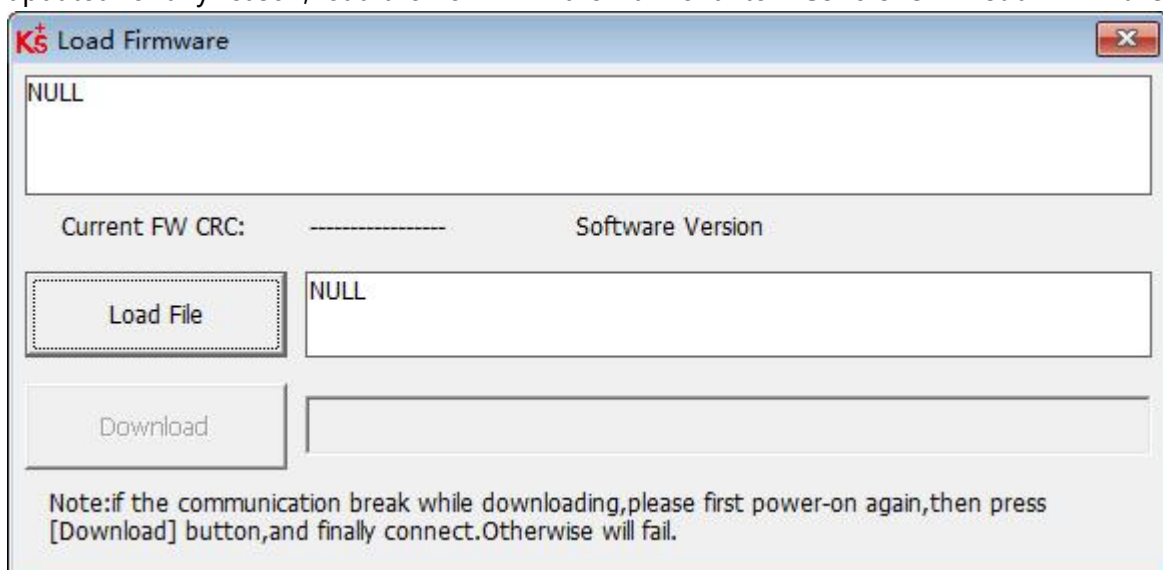 K+S Load Firmware
NULL
Current FW CRC: ----------------- Software Version
Load File NULL
Download
Note:if the communication break while downloading,please first power-on again,then press
[Download] button,and finally connect.Otherwise will fail.